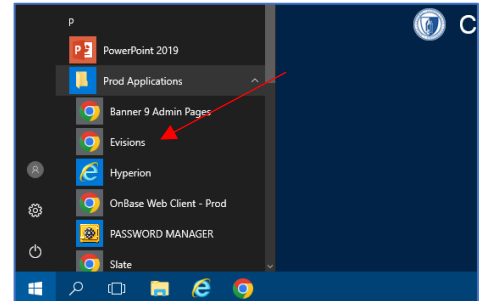 P
C
PowerPoint 2019
Prod Applications
Banner 9 Admin Pages
Evisions
Hyperion
OnBase Web Client - Prod
PASSWORD MANAGER
Slate